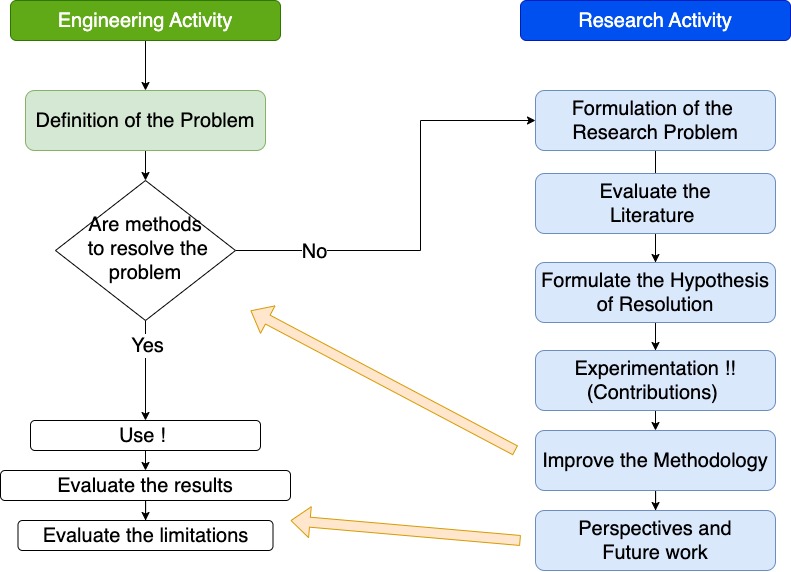 Engineering Activity
Research Activity
Definition of the Problem
Formulation of the
Research Problem
Are methods
to resolve the
problem
No
Evaluate the
Literature
Formulate the Hypothesis
of Resolution
Yes
Experimentation !!
(Contributions)
Use !
Improve the Methodology
Evaluate the results
Evaluate the limitations
Perspectives and
Future work